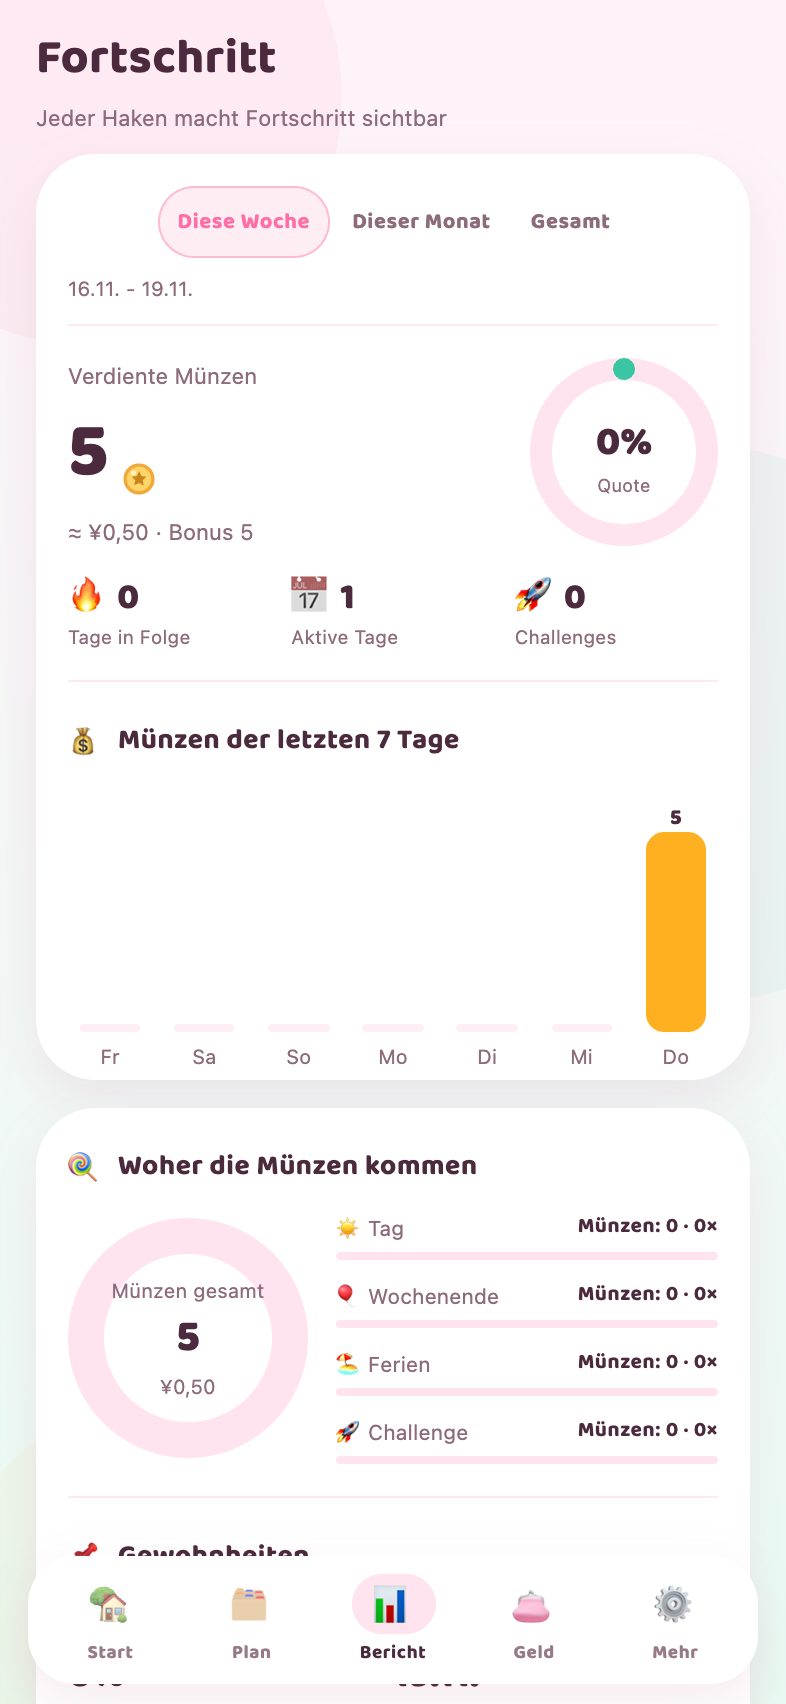 Fortschritt
Jeder Haken macht Fortschritt sichtbar
Diese Woche Dieser Monat Gesamt
16.11. - 19.11.
Verdiente Münzen
5
≈ ¥0,50 · Bonus 5
0%
Quote
0
Tage in Folge
JUL
17
1
Aktive Tage
0
Challenges
Münzen der letzten 7 Tage
5
Fr Sa So Mo Di Mi Do
Woher die Münzen kommen
Münzen gesamt
5
¥0,50
Tag Münzen: 0 · 0×
Wochenende Münzen: 0 · 0×
Ferien Münzen: 0 · 0×
Challenge Münzen: 0 · 0×
Gewohnheiten
Start Plan Bericht Geld Mehr